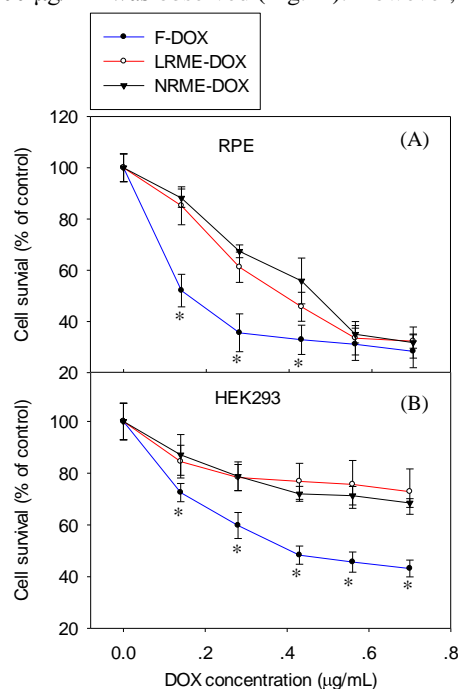 F-DOX
LRME-DOX
NRME-DOX
120
100
80
60
40
20
Cell survial (% of control)
RPE
(A)
*
*
*
100
80
60
40
20
Cell survival (% of control)
HEK293
(B)
*
*
*
*
*
0.0
.2
.4
.6
.8
DOX concentration (μg/mL)